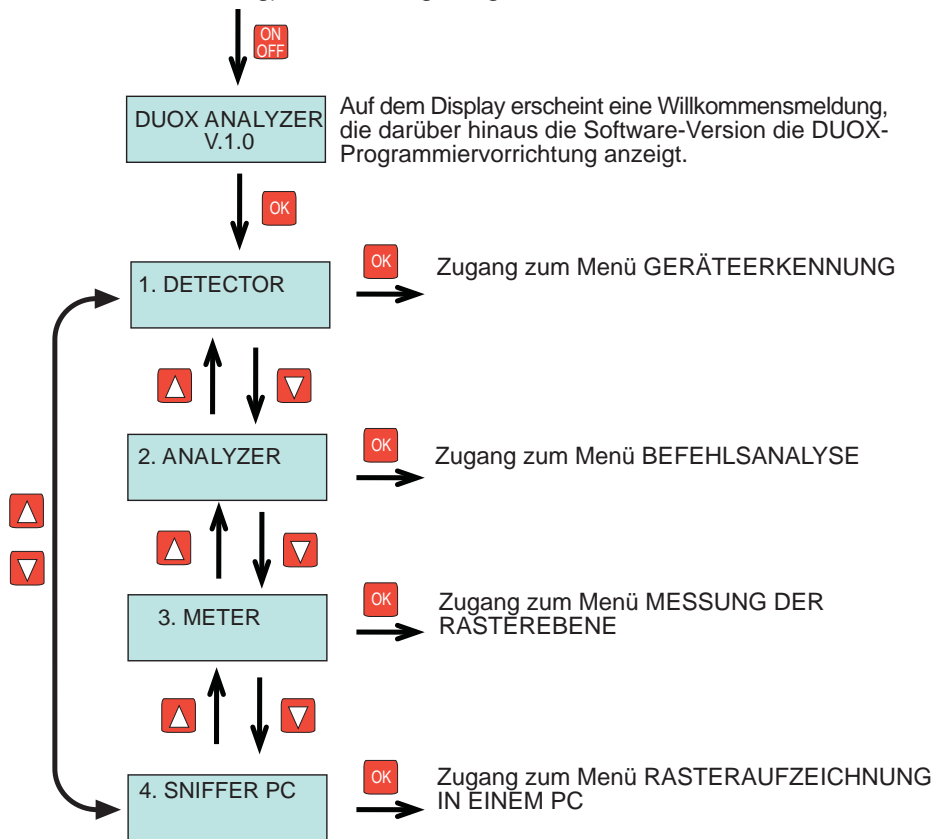 ON
OFF
DUOX ANALYZER
V.1.0
Auf dem Display erscheint eine Willkommensmeldung,
die darüber hinaus die Software-Version die DUOX-
Programmiervorrichtung anzeigt.
OK
1. DETECTOR
OK
Zugang zum Menü GERÄTEERKENNUNG
2. ANALYZER
OK
Zugang zum Menü BEFEHLSANALYSE
3. METER
OK
Zugang zum Menü MESSUNG DER
RASTEREBENE
4. SNIFFER PC
OK
Zugang zum Menü RASTERAUFZEICHNUNG
IN EINEM PC